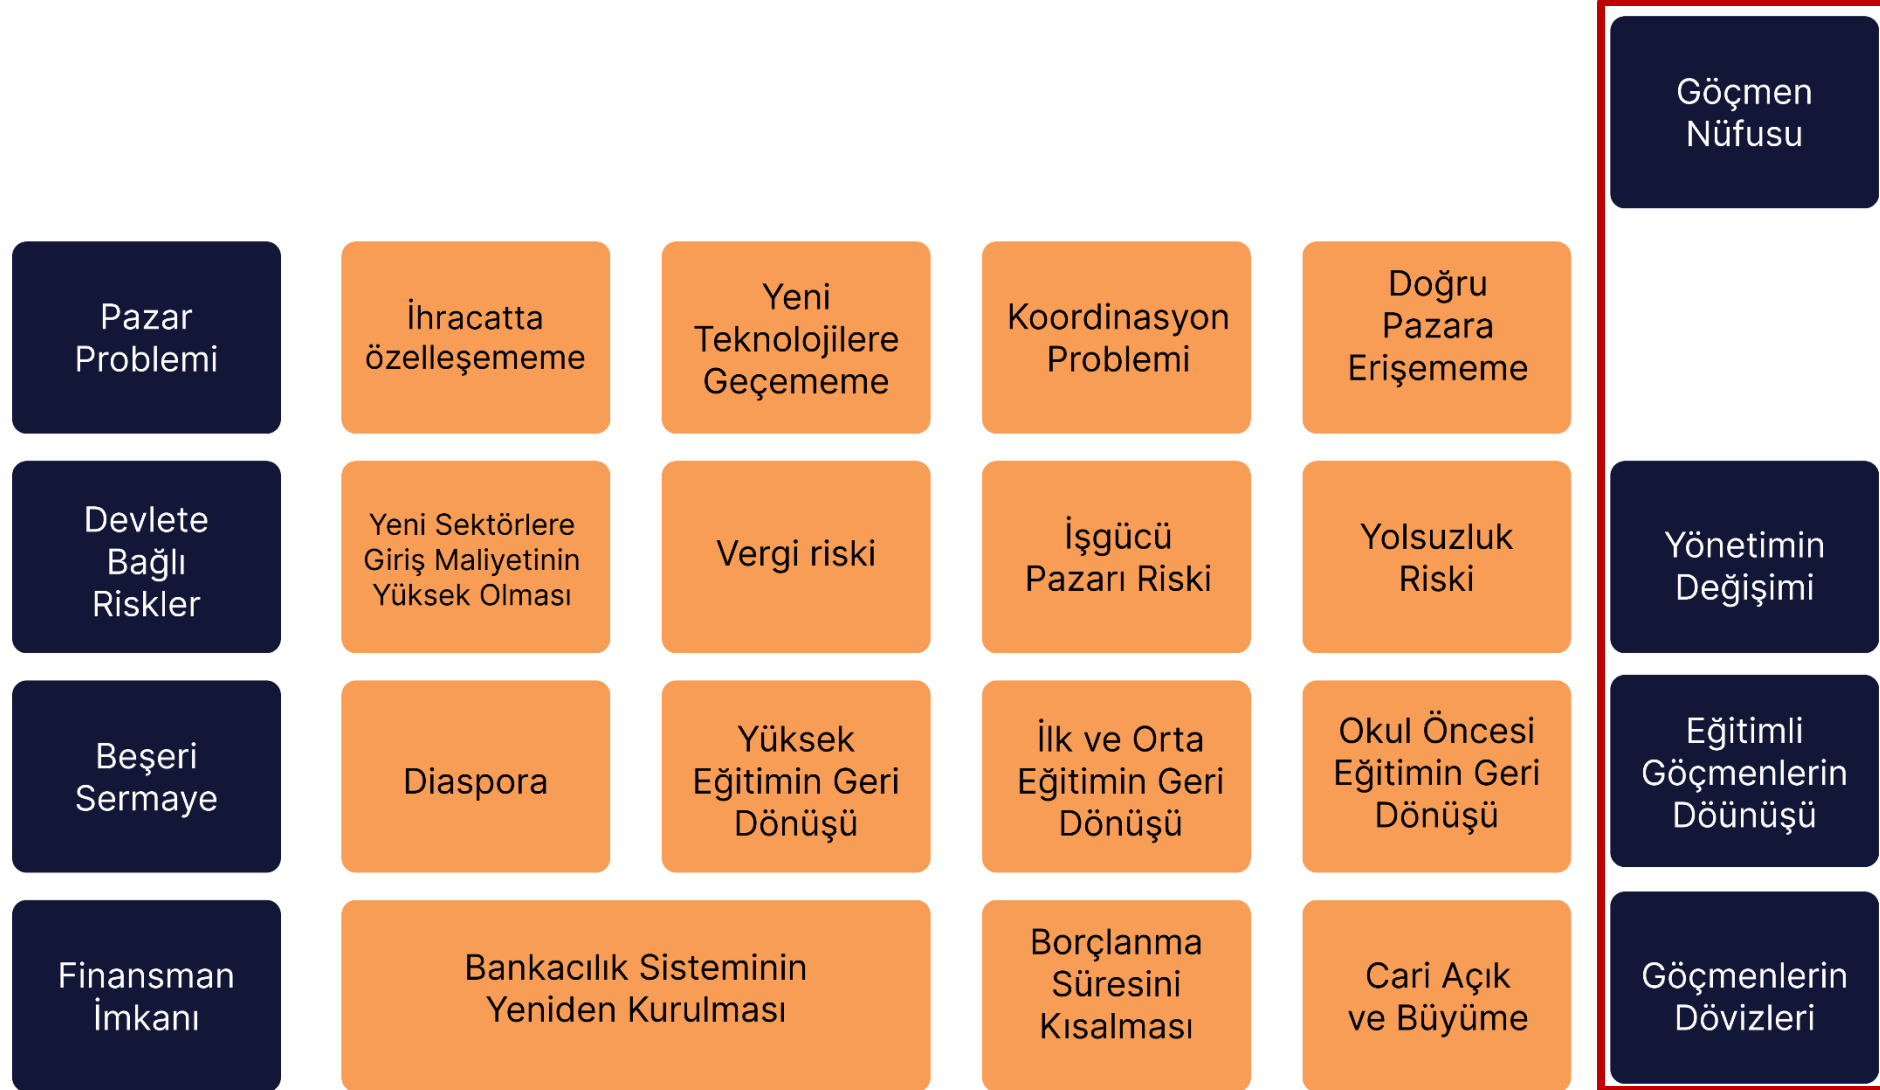 Göçmen
Nüfusu
Pazar
Problemi
İhracatta
özelleşememe
Yeni
Teknolojilere
Geçememe
Koordinasyon
Problemi
Doğru
Pazara
Erişememe
Devlete
Bağlı
Riskler
Yeni Sektörlere
Giriş Maliyetinin
Yüksek Olması
Vergi riski
İşgücü
Pazarı Riski
Yolsuzluk
Riski
Yönetimin
Değişimi
Beşeri
Sermaye
Diaspora
Yüksek
Eğitimin Geri
Dönüşü
İlk ve Orta
Eğitimin Geri
Dönüşü
Okul Öncesi
Eğitimin Geri
Dönüşü
Eğitimli
Göçmenlerin
Döünüşü
Finansman
İmkanı
Bankacılık Sisteminin
Yeniden Kurulması
Borçlanma
Süresini
Kısalması
Cari Açık
ve Büyüme
Göçmenlerin
Dövizleri